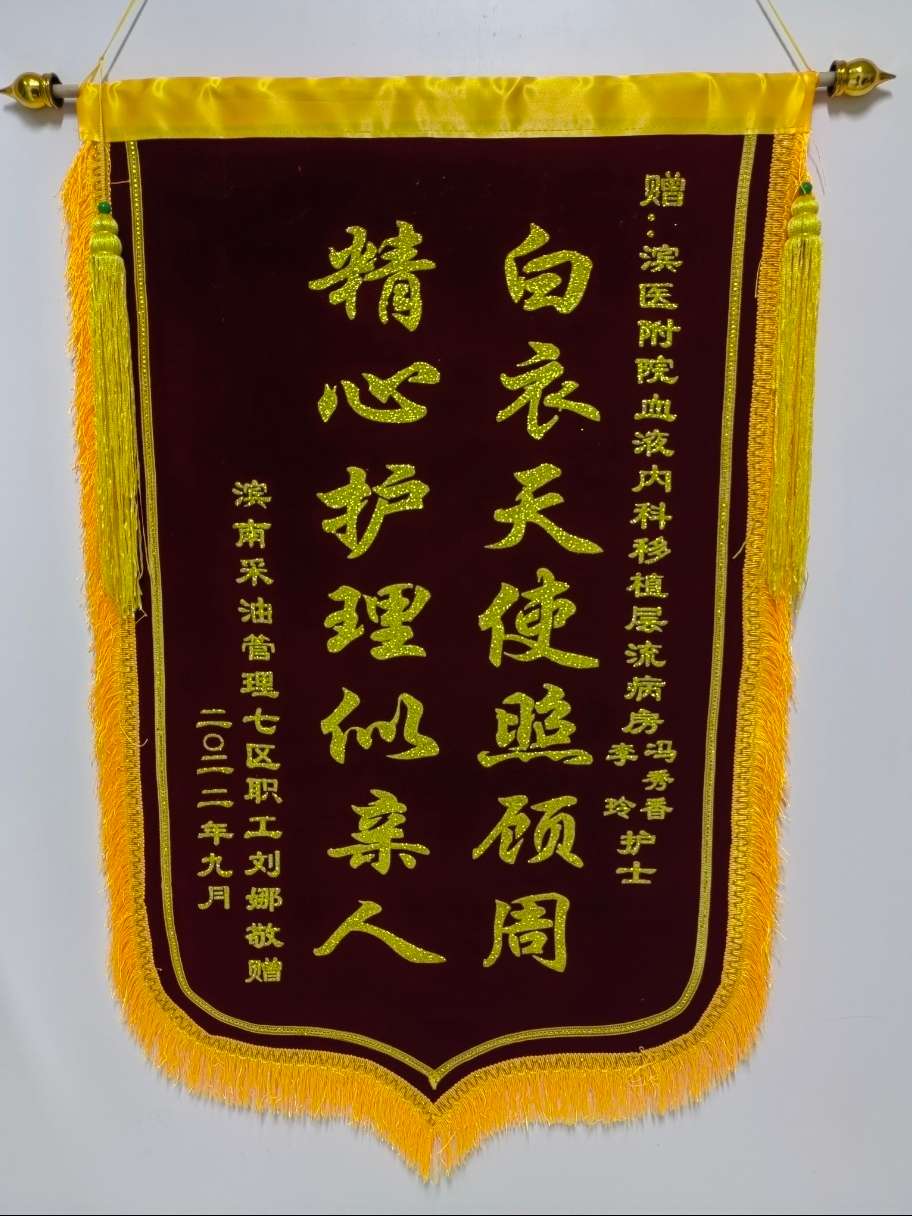 赠：滨医附院血液内科移植层流病房
冯秀香
李玲
护士
白衣天使照顾周
精心护理似亲人
滨南采油管理七区职工刘娜敬赠
二〇二二年九月